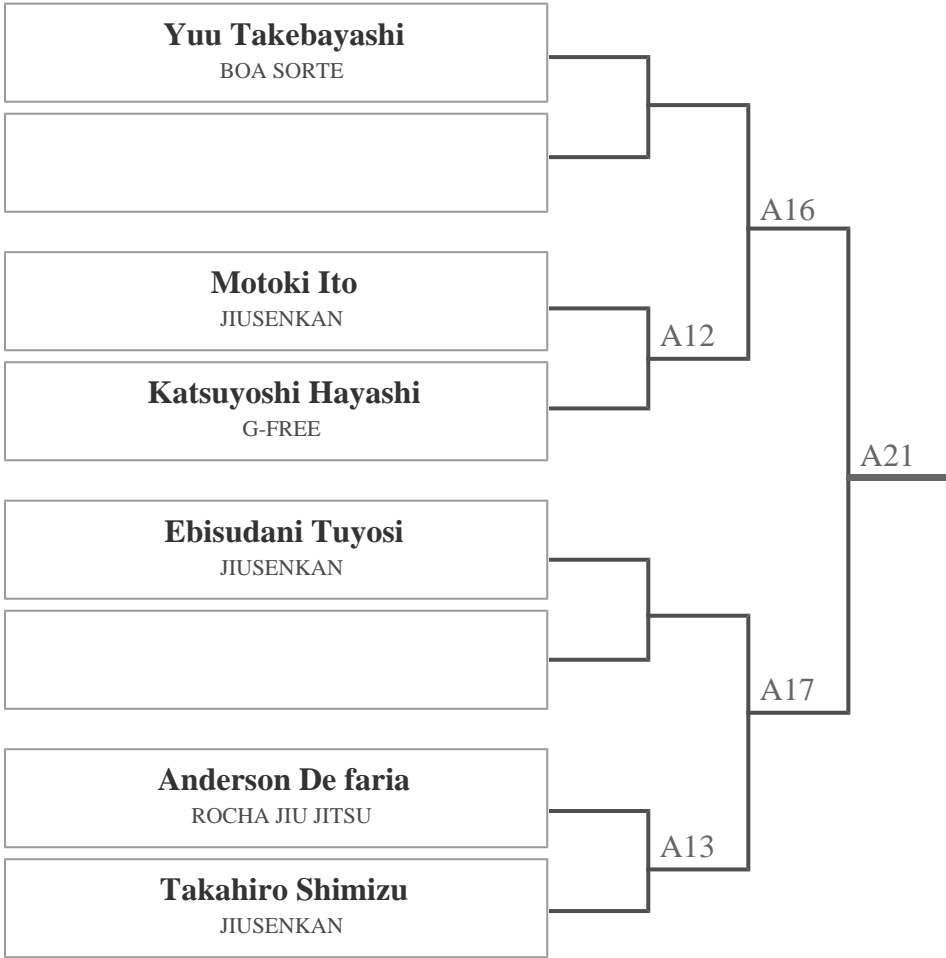 Yuu Takebayashi
BOA SORTE
A16
Motoki Ito
JIUSENKAN
A12
Katsuyoshi Hayashi
G-FREE
A21
Ebisudani Tuyosi
JIUSENKAN
A17
Anderson De faria
ROCHA JIU JITSU
A13
Takahiro Shimizu
JIUSENKAN